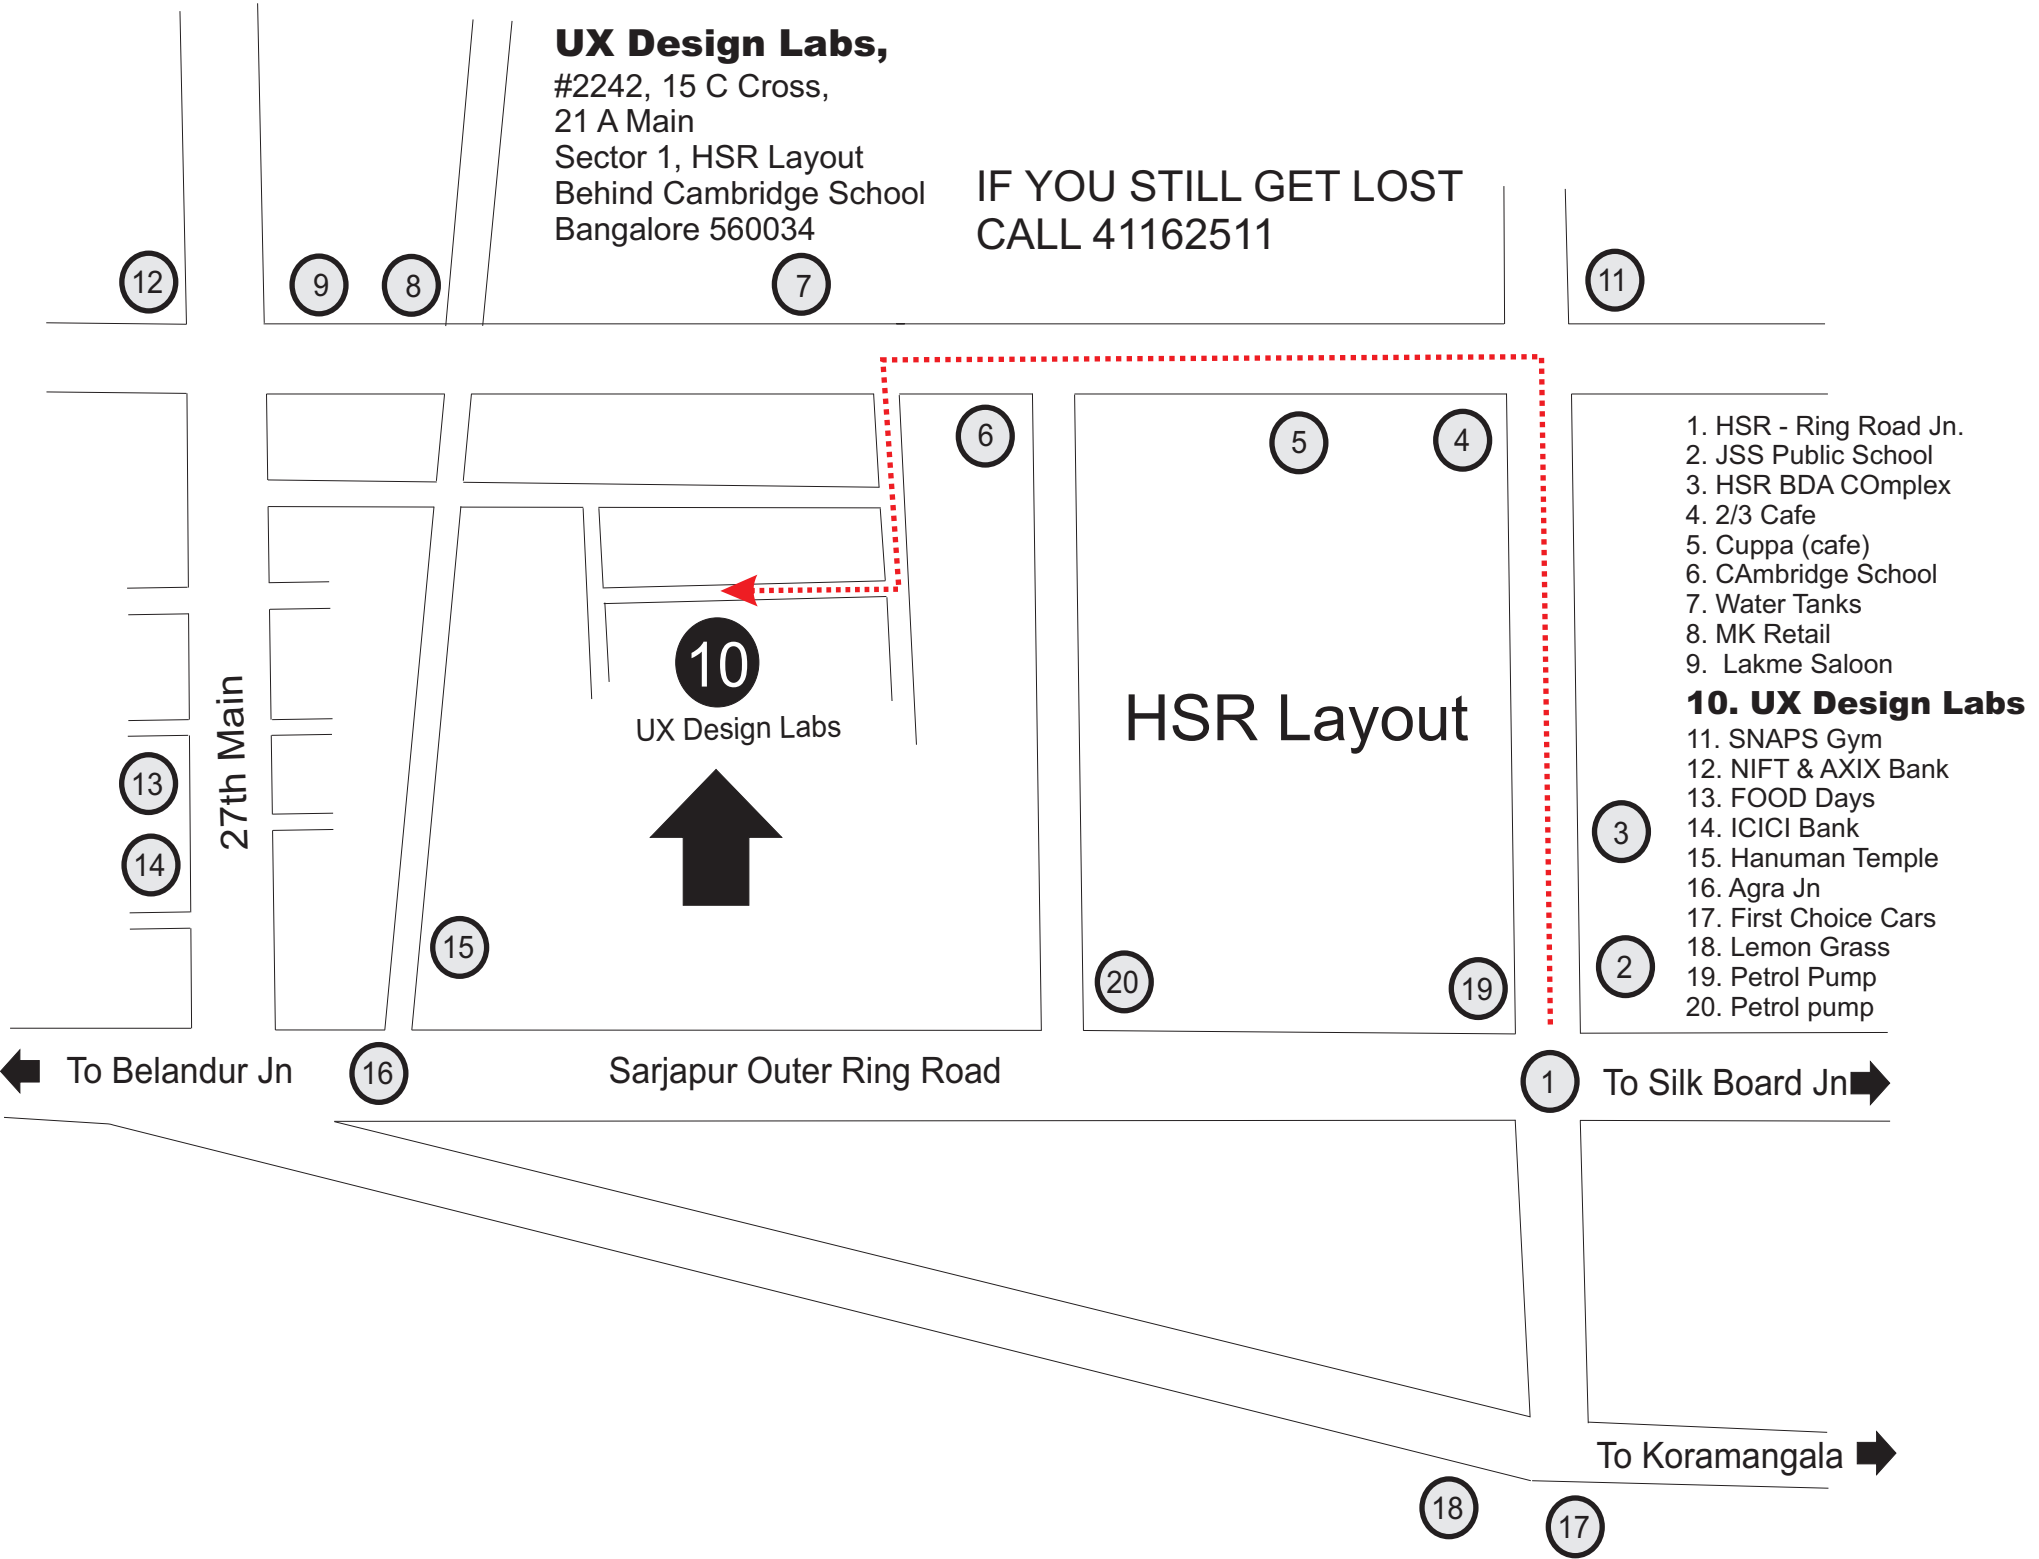 UX Design Labs,
#2242, 15 C Cross,
21 A Main
Sector 1, HSR Layout
Behind Cambridge School
Bangalore 560034
IF YOU STILL GET LOST
CALL 41162511
12
9
8
7
11
6
5
4
1. HSR - Ring Road Jn.
2. JSS Public School
3. HSR BDA COmplex
4. 2/3 Cafe
5. Cuppa (cafe)
6. CAmbridge School
7. Water Tanks
8. MK Retail
9. Lakme Saloon
10. UX Design Labs
11. SNAPS Gym
12. NIFT & AXIX Bank
13. FOOD Days
14. ICICI Bank
15. Hanuman Temple
16. Agra Jn
17. First Choice Cars
18. Lemon Grass
19. Petrol Pump
20. Petrol pump
10
UX Design Labs
HSR Layout
27th Main
13
14
3
15
20
19
2
To Belandur Jn
16
Sarjapur Outer Ring Road
1
To Silk Board Jn
To Koramangala
18
17